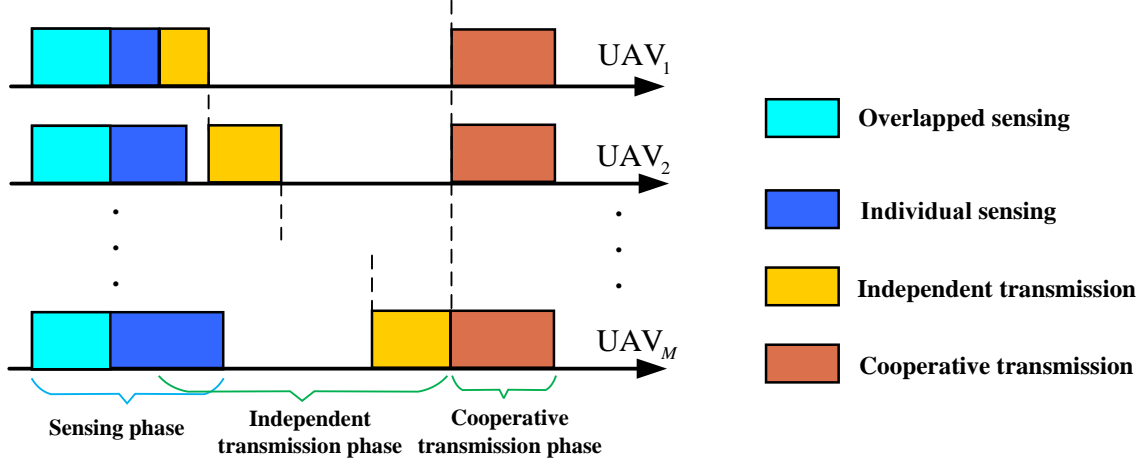 UAV1
Overlapped sensing
UAV2
Individual sensing
Independent transmission
UAVM
Cooperative transmission
Sensing phase
Independent
transmission phase
Cooperative
transmission phase